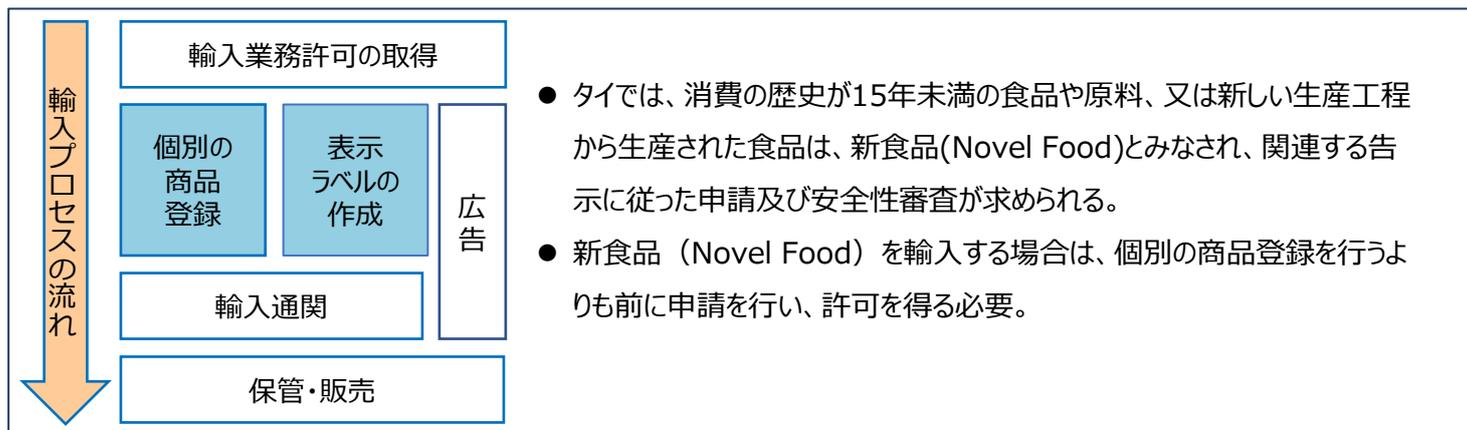 輸入プロセスの流れ
輸入業務許可の取得
個別の
商品
登録
表示
ラベルの
作成
広告
輸入通関
保管・販売
● タイでは、消費の歴史が15年未満の食品や原料、又は新しい生産工程
から生産された食品は、新食品(Novel Food)とみなされ、関連する告
示に従った申請及び安全性審査が求められる。
● 新食品（Novel Food）を輸入する場合は、個別の商品登録を行うよ
りも前に申請を行い、許可を得る必要。